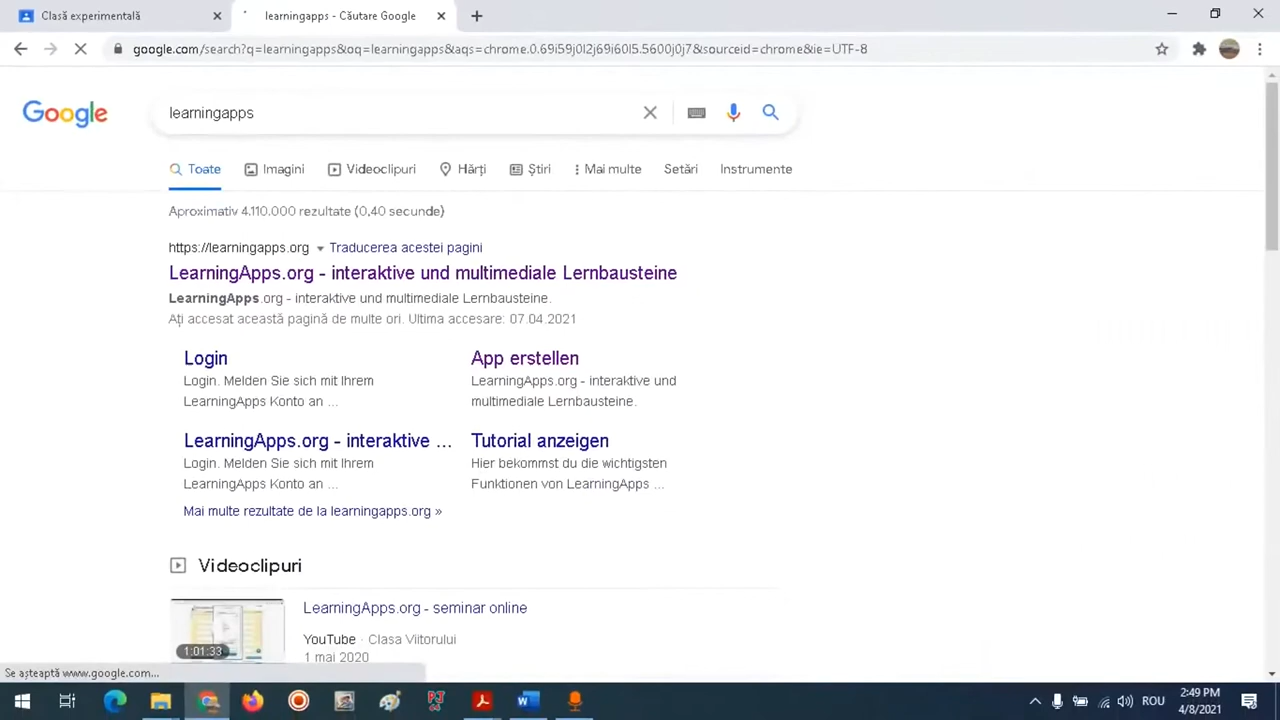 Clasă experimentală
learningapps - Căutare Google
google.com/search?q=learningapps&oq=learningapps&aqs=chrome.0.69i59j0l2j69i60l5.5600j0j7&sourceid=chrome&ie=UTF-8
Google
learningapps
Toate Imagini Videoclipuri Hărți Știri Mai multe Setări Instrumente
Aproximativ 4.110.000 rezultate (0,40 secunde)
https://learningapps.org Traducerea acestei pagini
LearningApps.org - interaktive und multimediale Lernbausteine
LearningApps.org - interaktive und multimediale Lernbausteine.
Ați accesat această pagină de multe ori. Ultima accesare: 07.04.2021
Login
Login. Melden Sie sich mit Ihrem
LearningApps Konto an ...
App erstellen
LearningApps.org - interaktive und
multimediale Lernbausteine.
LearningApps.org - interaktive ...
Login. Melden Sie sich mit Ihrem
LearningApps Konto an ...
Tutorial anzeigen
Hier bekommst du die wichtigsten
Funktionen von LearningApps ...
Mai multe rezultate de la learningapps.org »
Videoclipuri
1:01:33
LearningApps.org - seminar online
YouTube · Clasa Viitorului
1 mai 2020
Se așteaptă www.google.com...
ROU
2:49 PM
4/8/2021